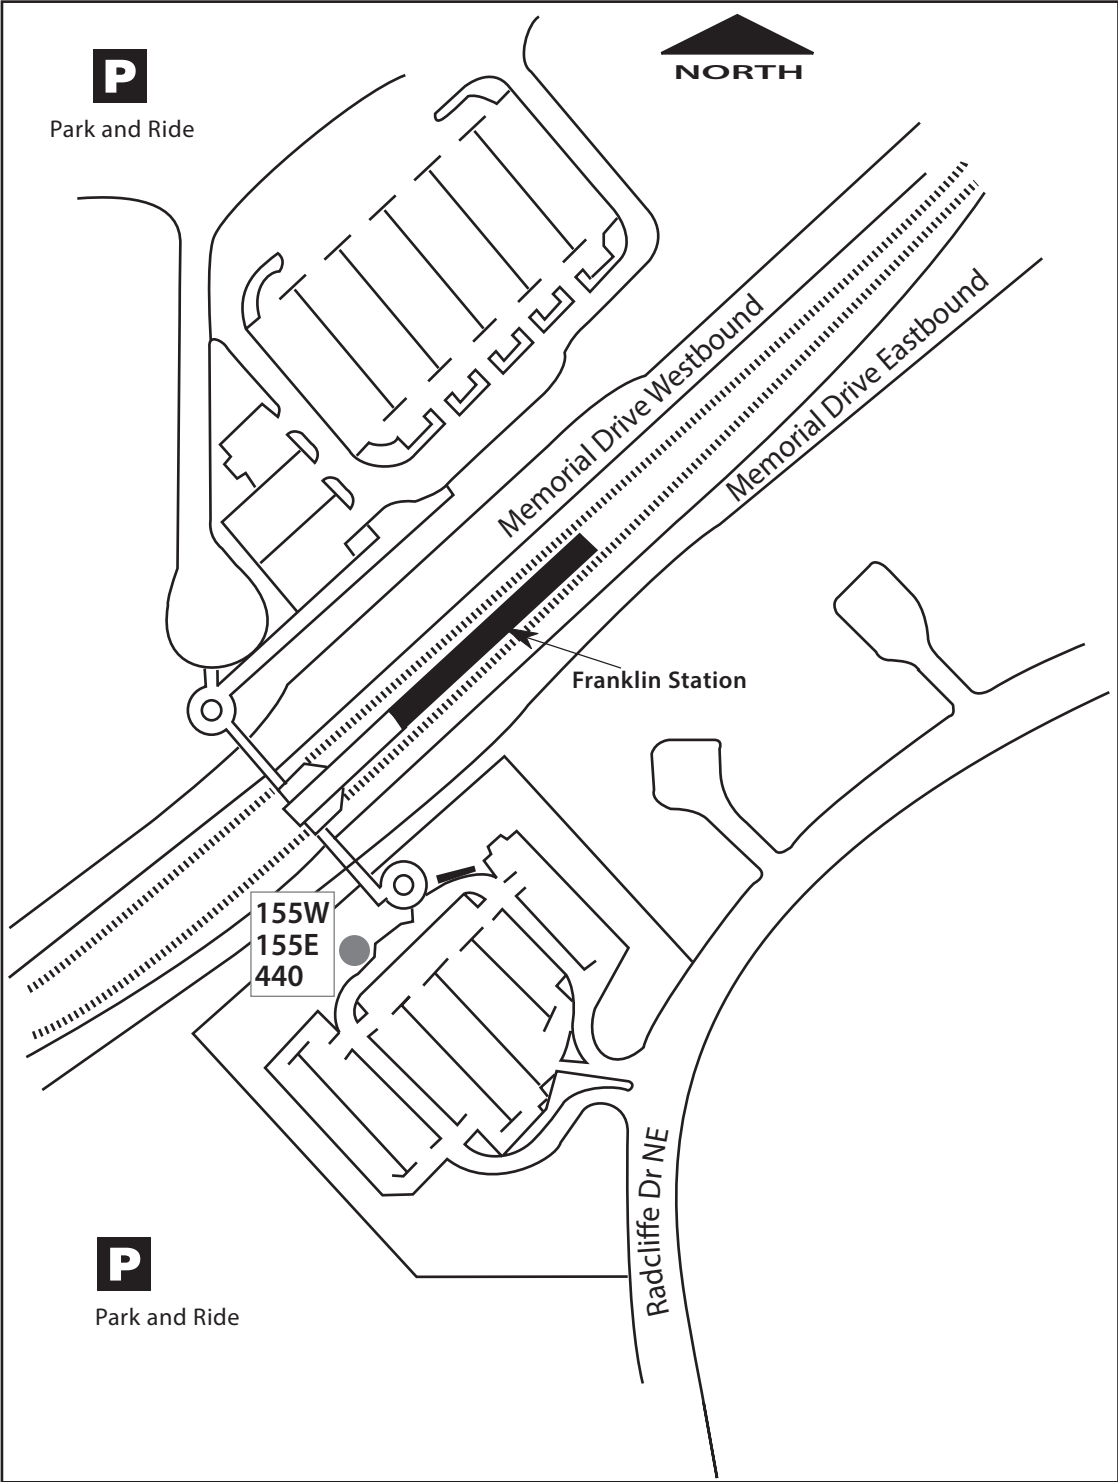 P
Park and Ride
NORTH
Memorial Drive Westbound
Memorial Drive Eastbound
Franklin Station
155W
155E
440
Radcliffe Dr NE
P
Park and Ride